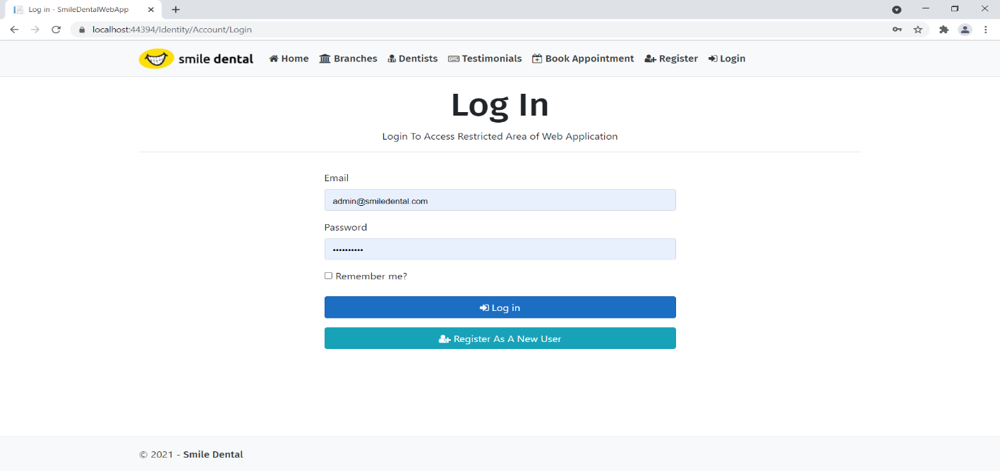 Log in - SmileDentalWebApp
localhost:44394/Identity/Account/Login
smile dental Home Branches Dentists Testimonials Book Appointment Register Login
Log In
Login To Access Restricted Area of Web Application
Email
admin@smiledental.com
Password
••••••••••
Remember me?
Log in
Register As A New User
© 2021 - Smile Dental